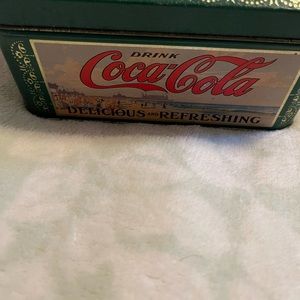 DRINK
Coca-Cola
DELICIOUS AND REFRESHING